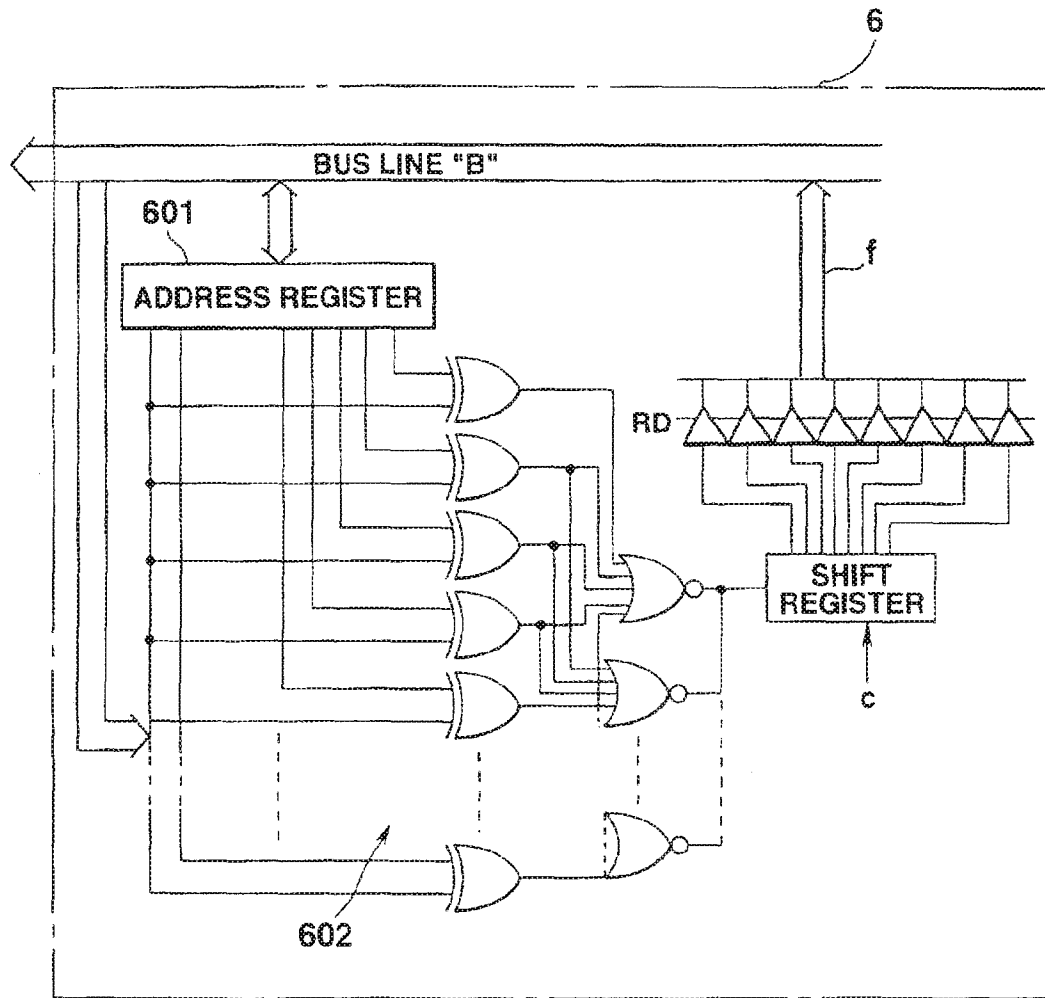 6
BUS LINE "B"
601
f
ADDRESS REGISTER
RD
SHIFT
REGISTER
c
602